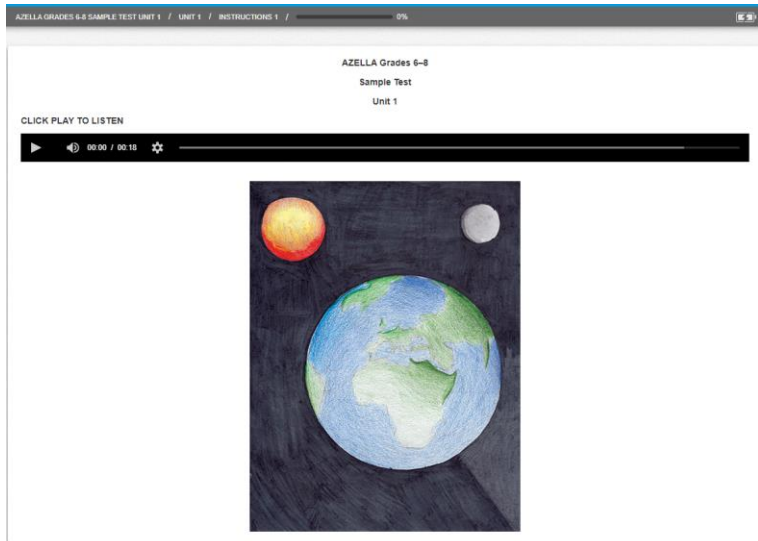 AZELLA GRADES 6-8 SAMPLE TEST UNIT 1 / UNIT 1 / INSTRUCTIONS 1 / 0%
AZELLA Grades 6–8
Sample Test
Unit 1
CLICK PLAY TO LISTEN
00:00 / 00:18